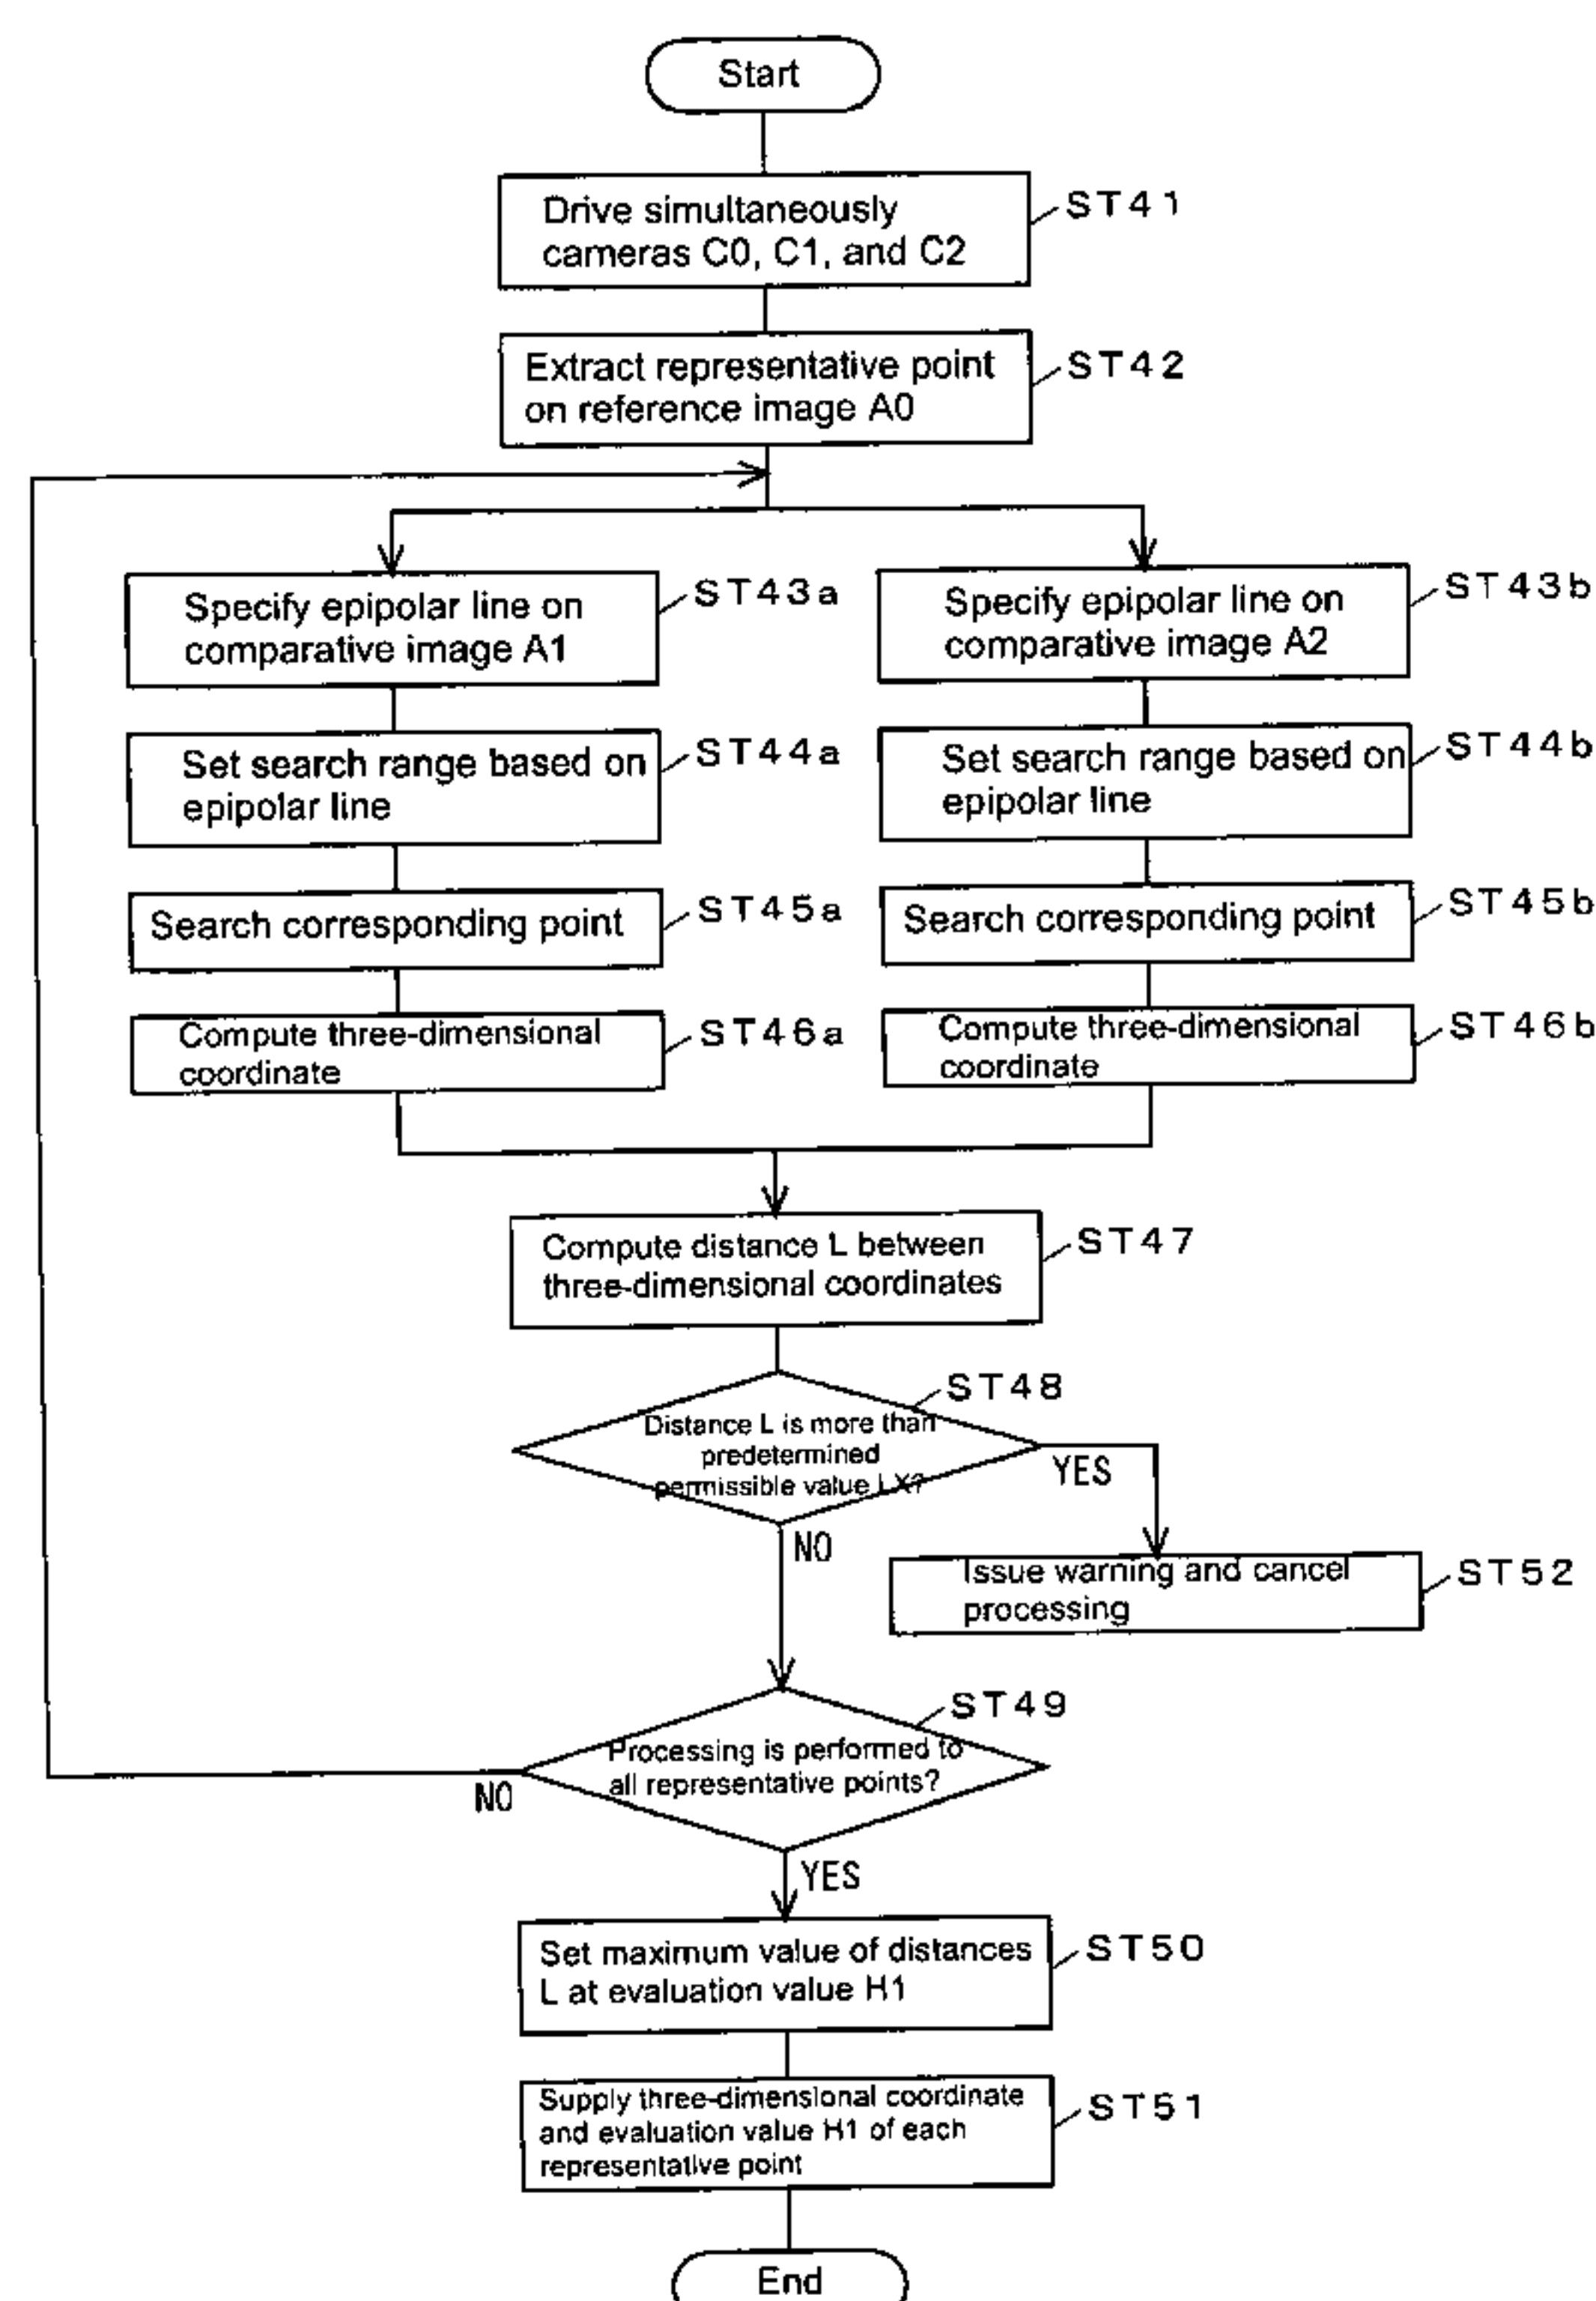 Start
Drive simultaneously
cameras C0, C1, and C2
ST41
Extract representative point
on reference image A0
ST42
Specify epipolar line on
comparative image A1
ST43a
Specify epipolar line on
comparative image A2
ST43b
Set search range based on
epipolar line
ST44a
Set search range based on
epipolar line
ST44b
Search corresponding point
ST45a
Search corresponding point
ST45b
Compute three-dimensional
coordinate
ST46a
Compute three-dimensional
coordinate
ST46b
Compute distance L between
three-dimensional coordinates
ST47
ST48
Distance L is more than
predetermined
permissible value LX?
YES
NO
Issue warning and cancel
processing
ST52
ST49
Processing is performed to
all representative points?
NO
YES
Set maximum value of distances
L at evaluation value H1
ST50
Supply three-dimensional coordinate
and evaluation value H1 of each
representative point
ST51
End